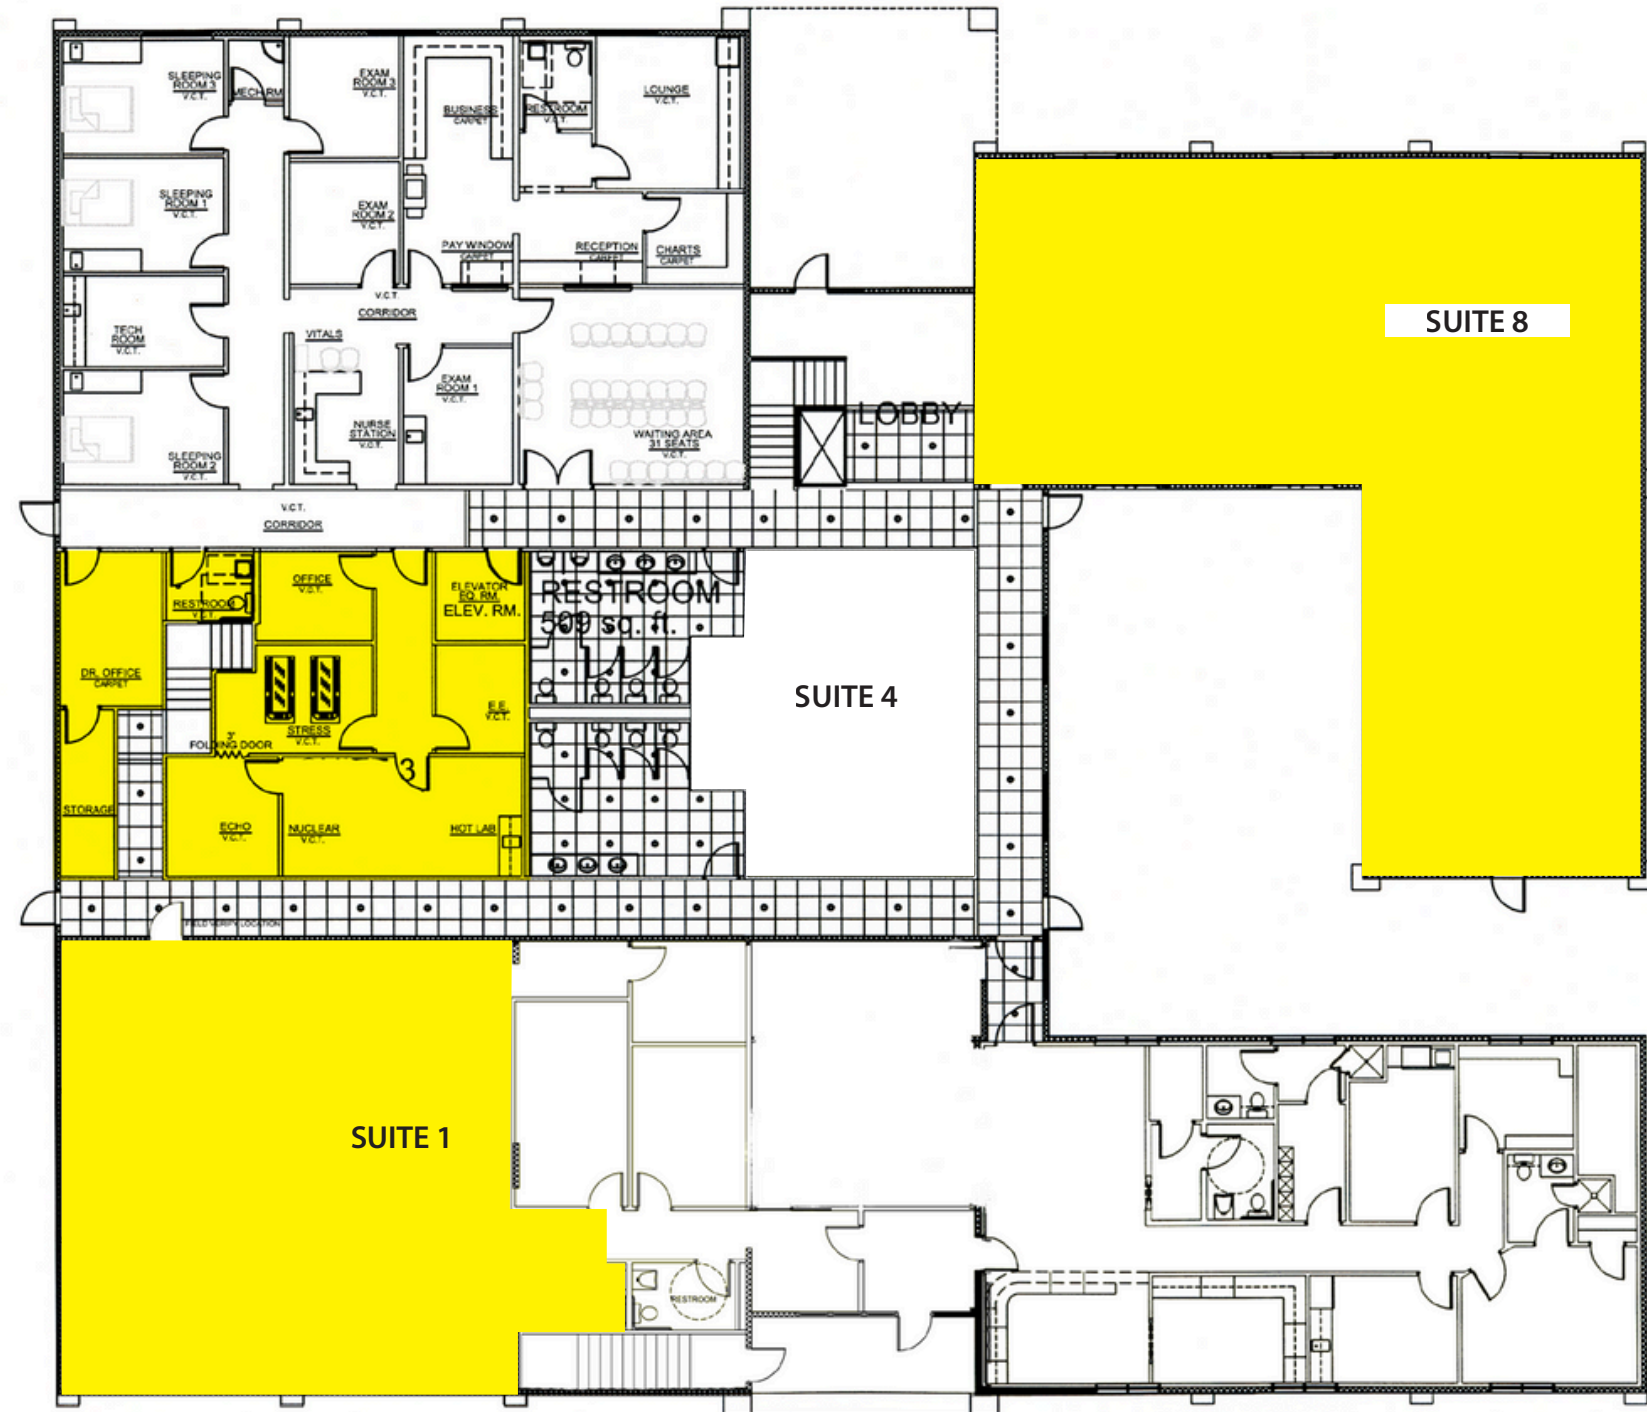 SLEEPING
ROOM 3
V.C.T.
MECH RM
EXAM
ROOM 3
V.C.T.
BUSINESS
CARPET
RESTROOM
V.C.T.
LOUNGE
V.C.T.
SLEEPING
ROOM 1
V.C.T.
EXAM
ROOM 2
V.C.T.
PAY WINDOW
CARPET
RECEPTION
CARPET
CHARTS
CARPET
V.C.T.
CORRIDOR
TECH
ROOM
V.C.T.
VITALS
EXAM
ROOM 1
V.C.T.
NURSE
STATION
V.C.T.
WAITING AREA
31 SEATS
V.C.T.
SLEEPING
ROOM 2
V.C.T.
LOBBY
SUITE 8
V.C.T.
CORRIDOR
RESTROOM
V.C.T.
OFFICE
V.C.T.
ELEVATOR
EQ. RM.
ELEV. RM.
RESTROOM
509 sq. ft.
DR. OFFICE
CARPET
STRESS
V.C.T.
E.E.
V.C.T.
3'
FOLDING DOOR
3
SUITE 4
STORAGE
ECHO
V.C.T.
NUCLEAR
V.C.T.
HOT LAB
FIELD VERIFY LOCATION
SUITE 1
RESTROOM